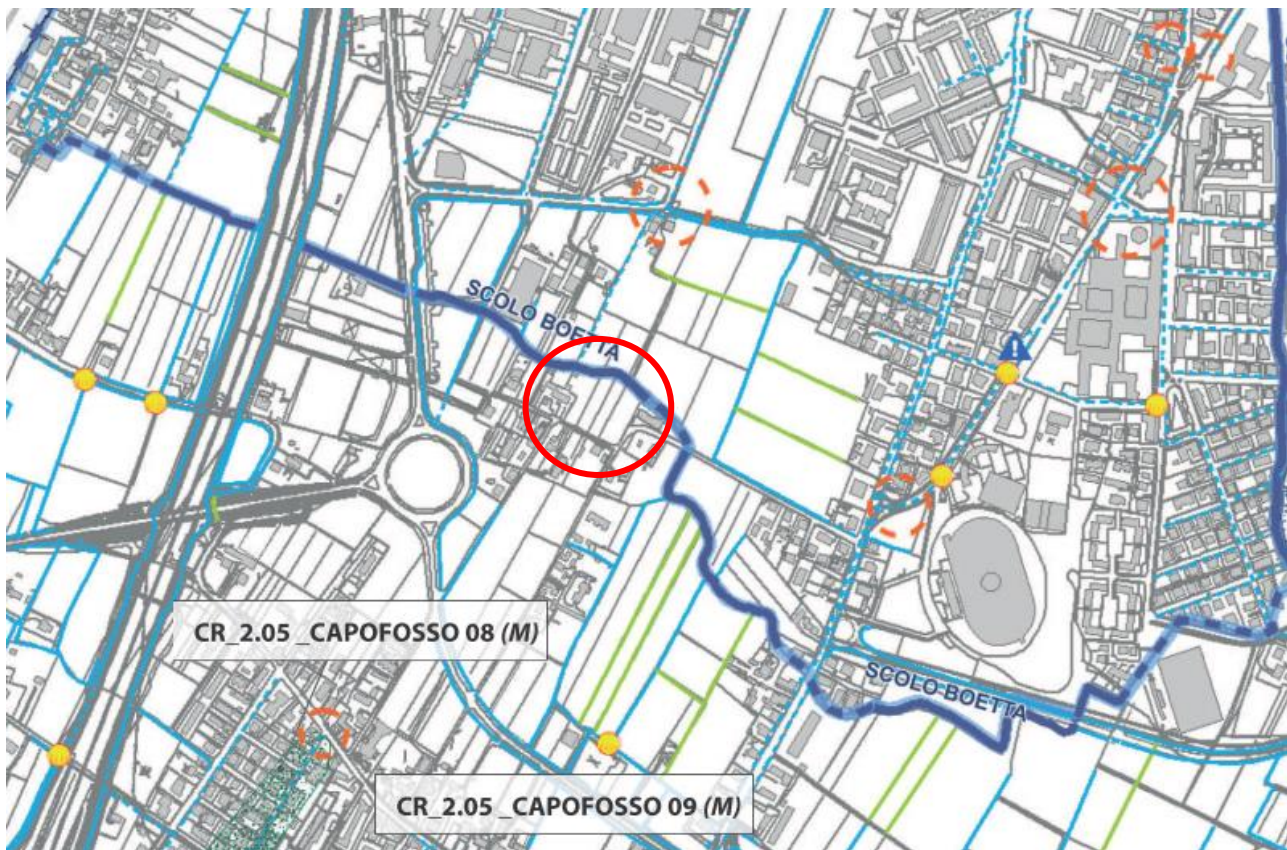 SCOLO BOETTA
CR_2.05 _CAPOFOSSO 08 (M)
SCOLO BOETTA
CR_2.05 _CAPOFOSSO 09 (M)